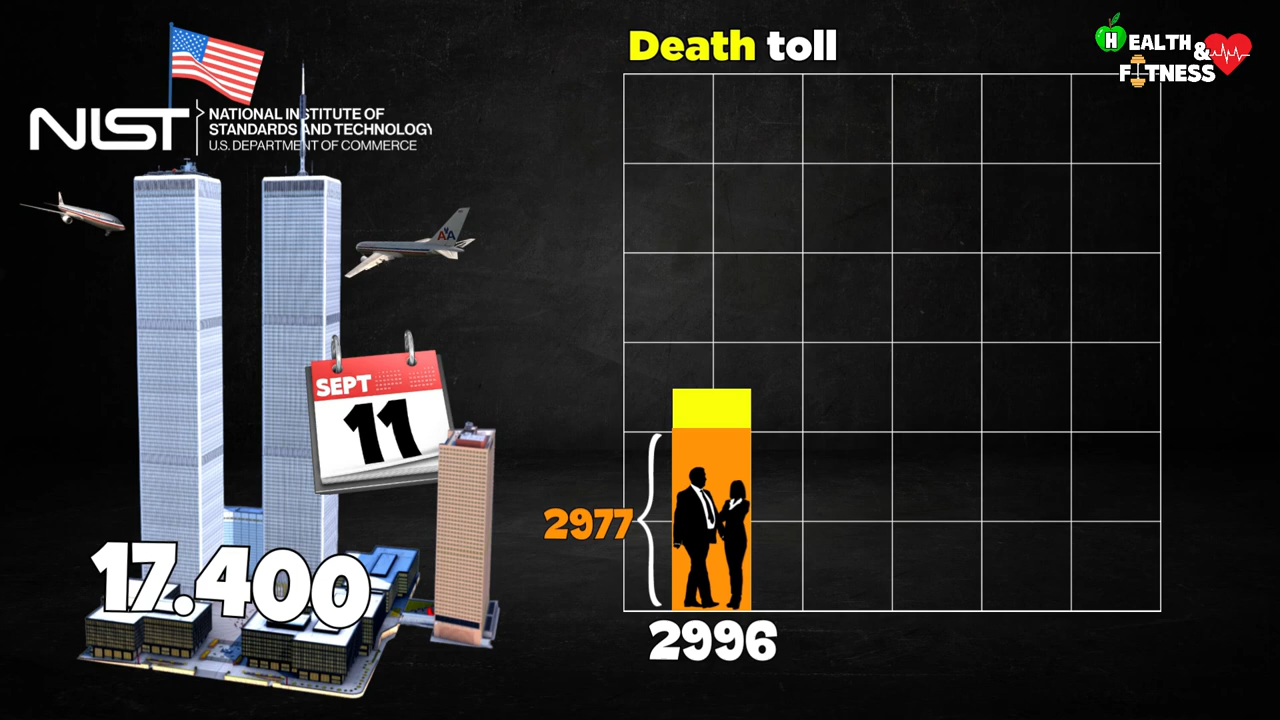 Death toll
HEALTH
&
FITNESS
NIST
NATIONAL INSTITUTE OF
STANDARDS AND TECHNOLOGY
U.S. DEPARTMENT OF COMMERCE
AA
SEPT
11
2977
17.400
2996